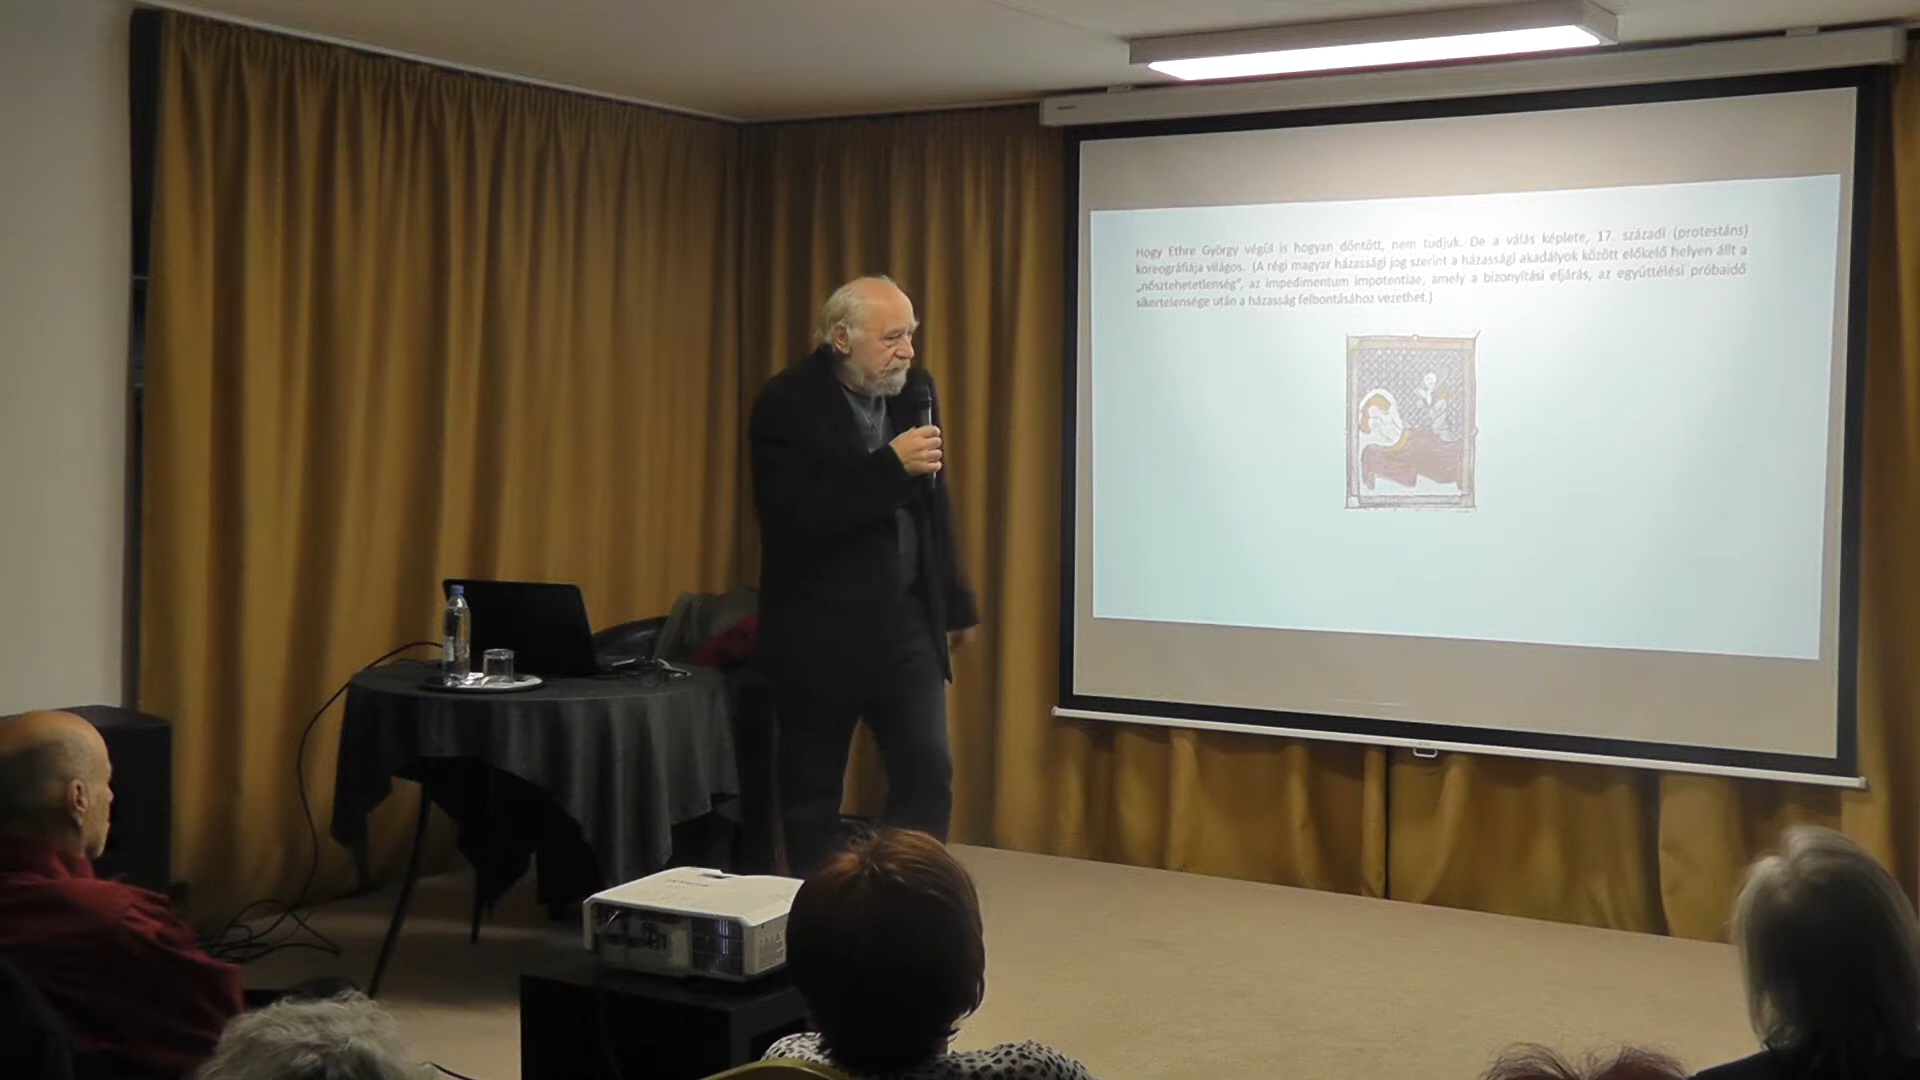 Hogy Ethre György végül is hogyan döntött, nem tudjuk. De a válás képlete, 17. századi (protestáns)
koreográfiája világos. (A régi magyar házassági jog szerint a házassági akadályok között előkelő helyen állt a
„nősztehetetlenség", az impedimentum impotentiae, amely a bizonyítási eljárás, az együttélési próbaidő
sikertelensége után a házasság felbontásához vezethet.)